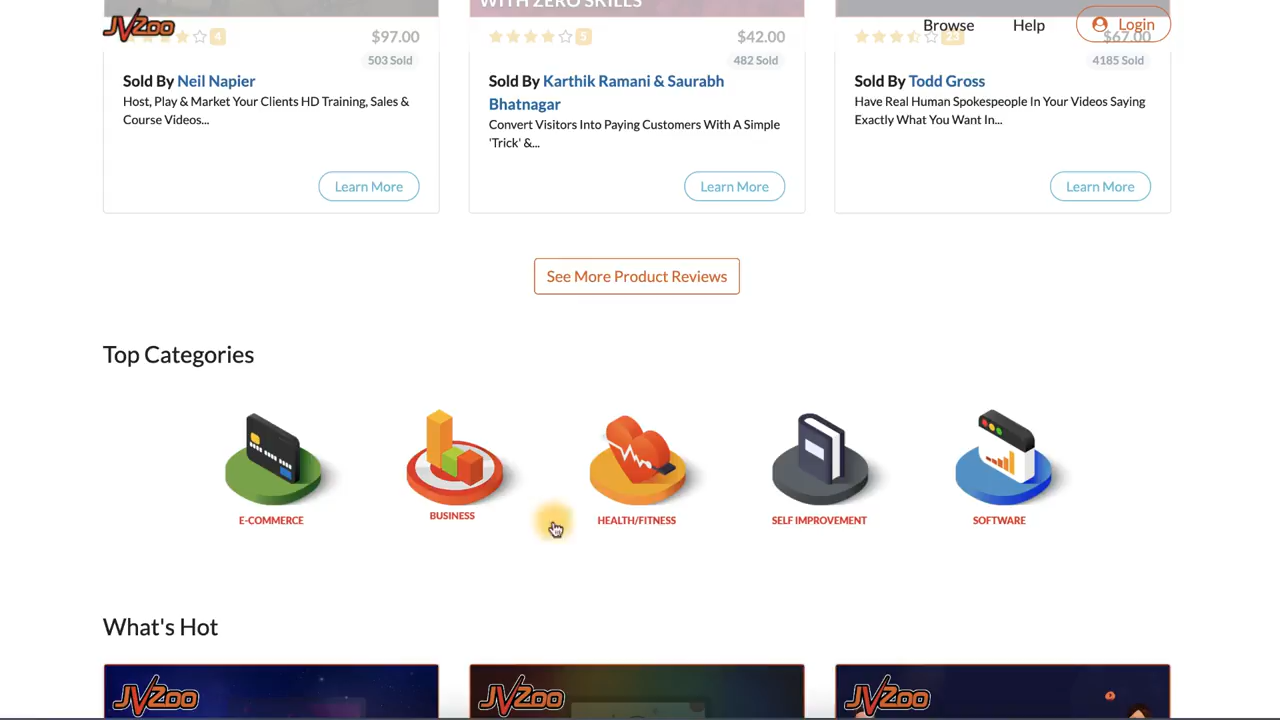 WITH ZERO SKILLS
JVZoo
Browse
Help
Login
4
$97.00
5
$42.00
23
$67.00
503 Sold
482 Sold
4185 Sold
Sold By Neil Napier
Host, Play & Market Your Clients HD Training, Sales &
Course Videos...
Learn More
Sold By Karthik Ramani & Saurabh
Bhatnagar
Convert Visitors Into Paying Customers With A Simple
'Trick' &...
Learn More
Sold By Todd Gross
Have Real Human Spokespeople In Your Videos Saying
Exactly What You Want In...
Learn More
See More Product Reviews
Top Categories
E-COMMERCE
BUSINESS
HEALTH/FITNESS
SELF IMPROVEMENT
SOFTWARE
What's Hot
JVZoo
JVZoo
JVZoo